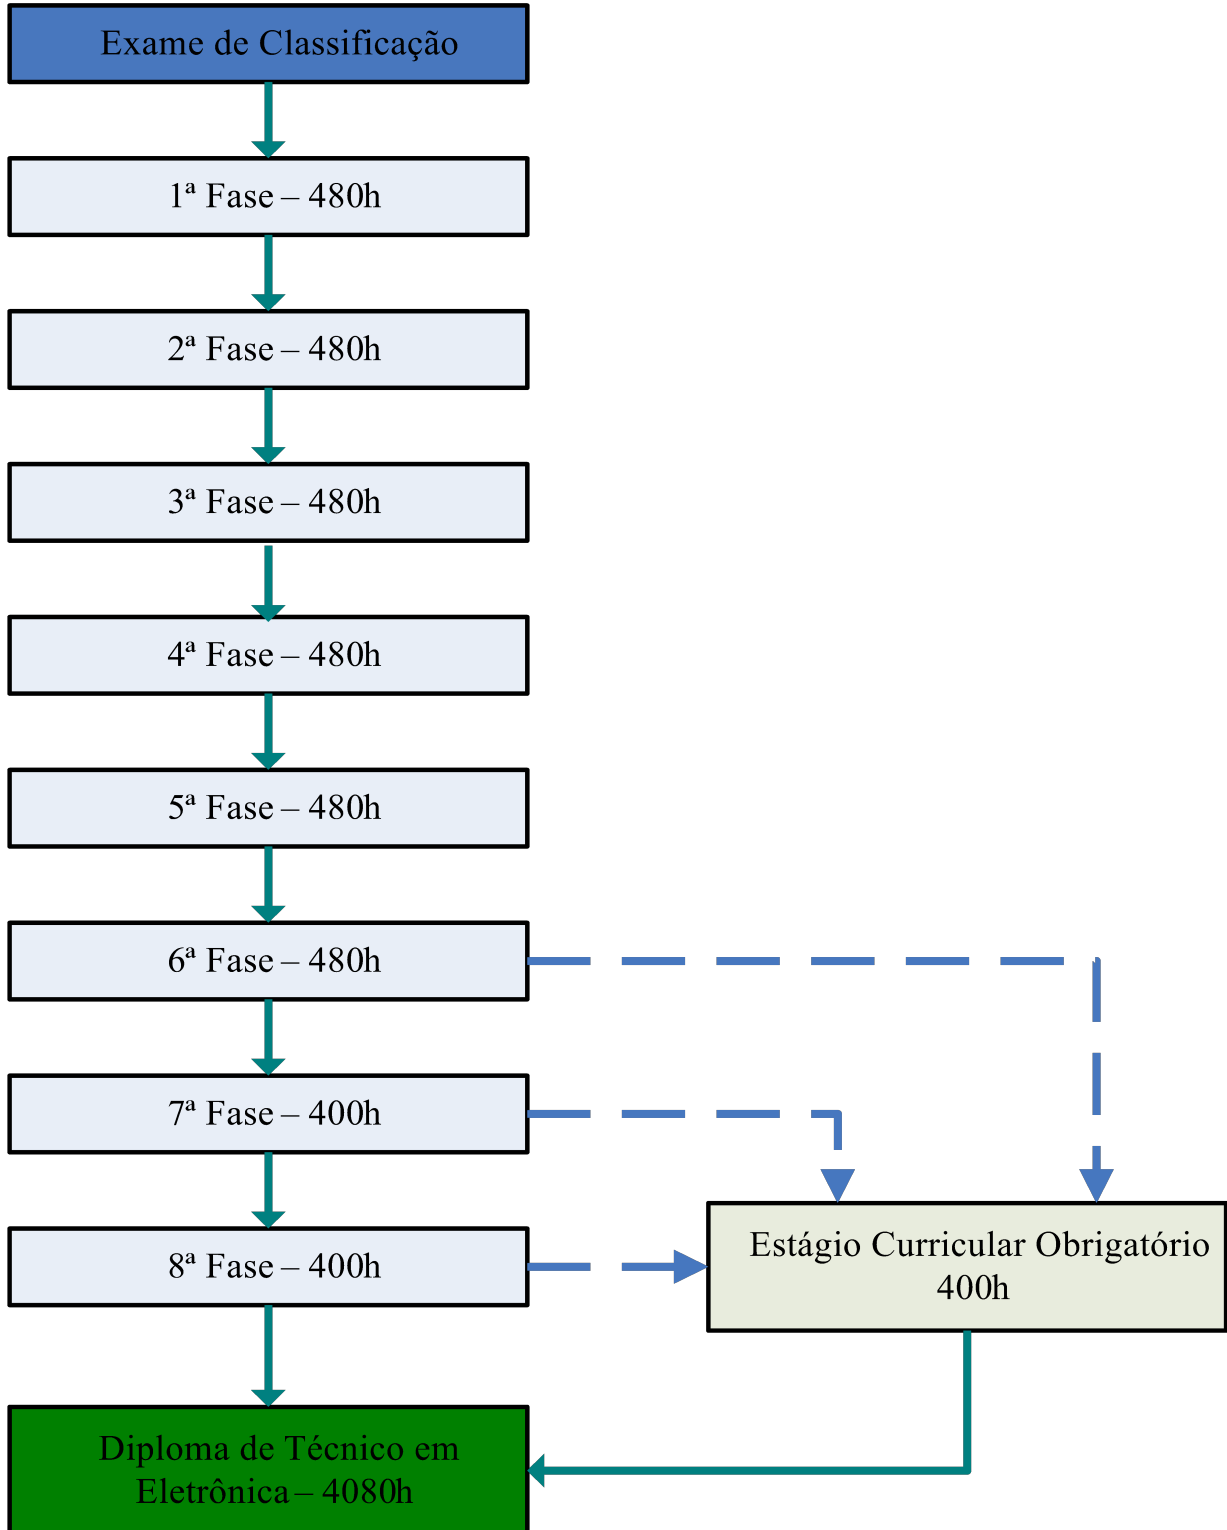 Exame de Classificação
1ª Fase – 480h
2ª Fase – 480h
3ª Fase – 480h
4ª Fase – 480h
5ª Fase – 480h
6ª Fase – 480h
7ª Fase – 400h
8ª Fase – 400h
Estágio Curricular Obrigatório
400h
Diploma de Técnico em
Eletrônica – 4080h